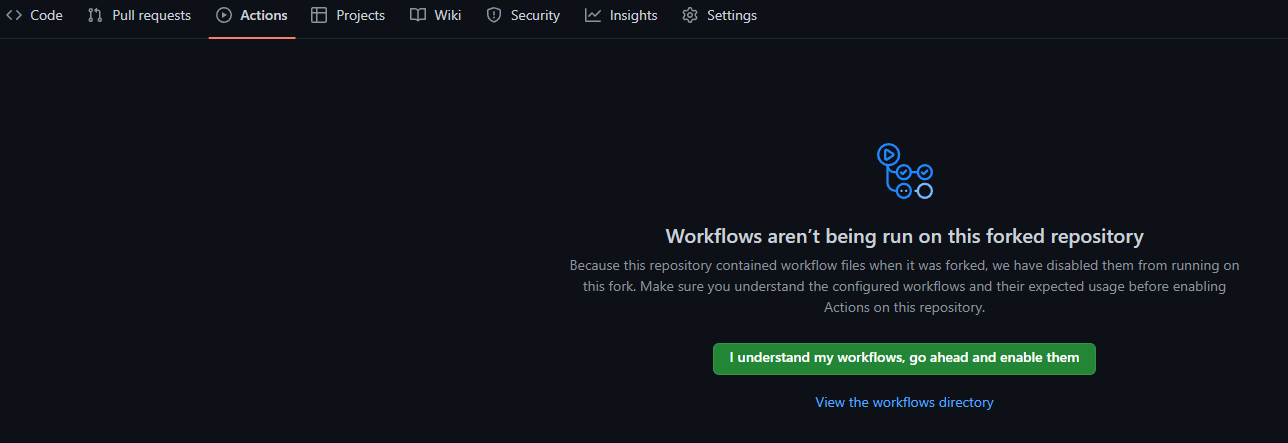 Code Pull requests Actions Projects Wiki Security Insights Settings
Workflows aren’t being run on this forked repository
Because this repository contained workflow files when it was forked, we have disabled them from running on
this fork. Make sure you understand the configured workflows and their expected usage before enabling
Actions on this repository.
I understand my workflows, go ahead and enable them
View the workflows directory